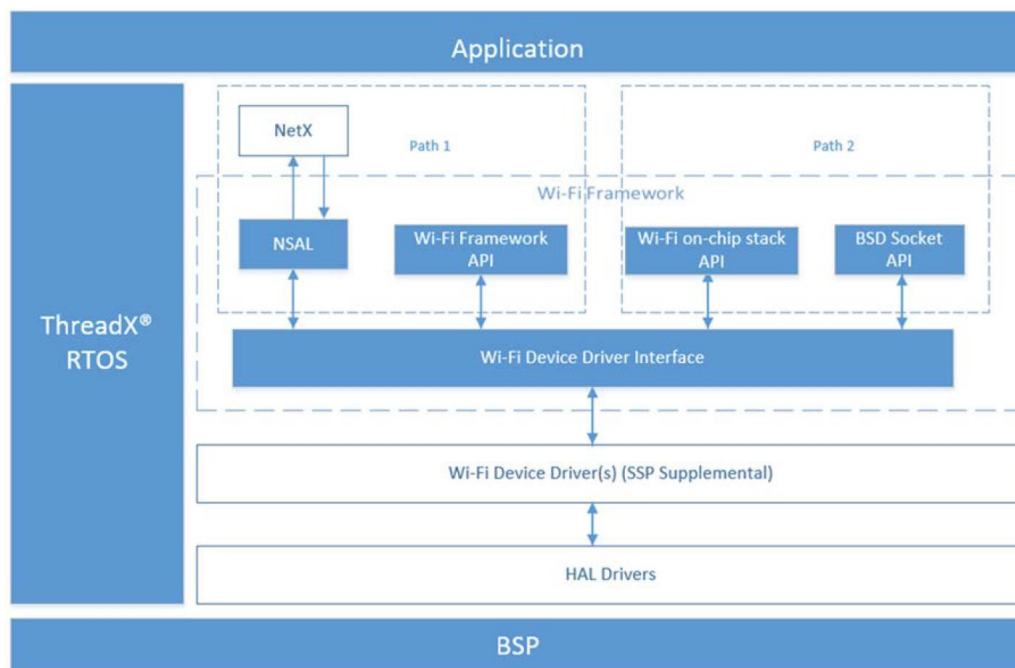 Application
NetX
Path 1
Path 2
Wi-Fi Framework
NSAL
Wi-Fi Framework
API
Wi-Fi on-chip stack
API
BSD Socket
API
ThreadX®
RTOS
Wi-Fi Device Driver Interface
Wi-Fi Device Driver(s) (SSP Supplemental)
HAL Drivers
BSP